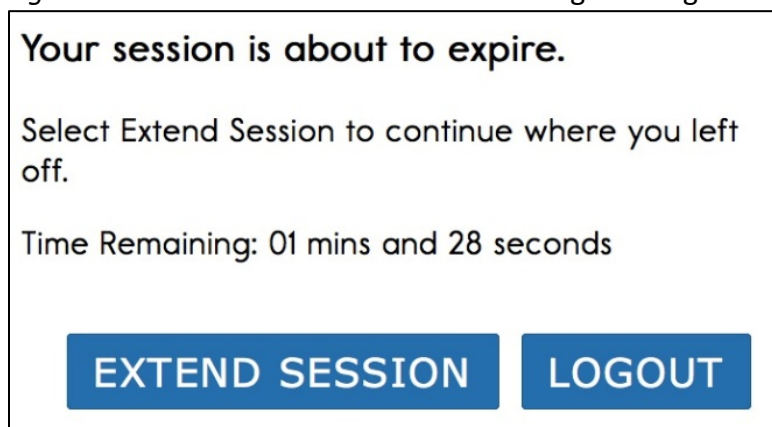 Your session is about to expire.
Select Extend Session to continue where you left
off.
Time Remaining: 01 mins and 28 seconds
EXTEND SESSION LOGOUT